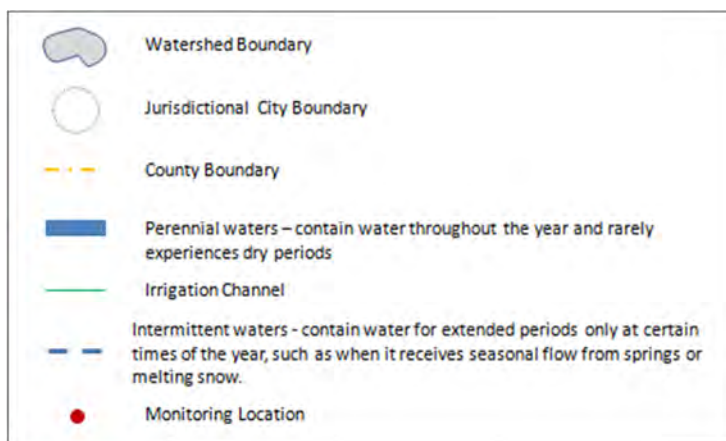 Watershed Boundary
Jurisdictional City Boundary
County Boundary
Perennial waters – contain water throughout the year and rarely
experiences dry periods
Irrigation Channel
Intermittent waters - contain water for extended periods only at certain
times of the year, such as when it receives seasonal flow from springs or
melting snow.
Monitoring Location